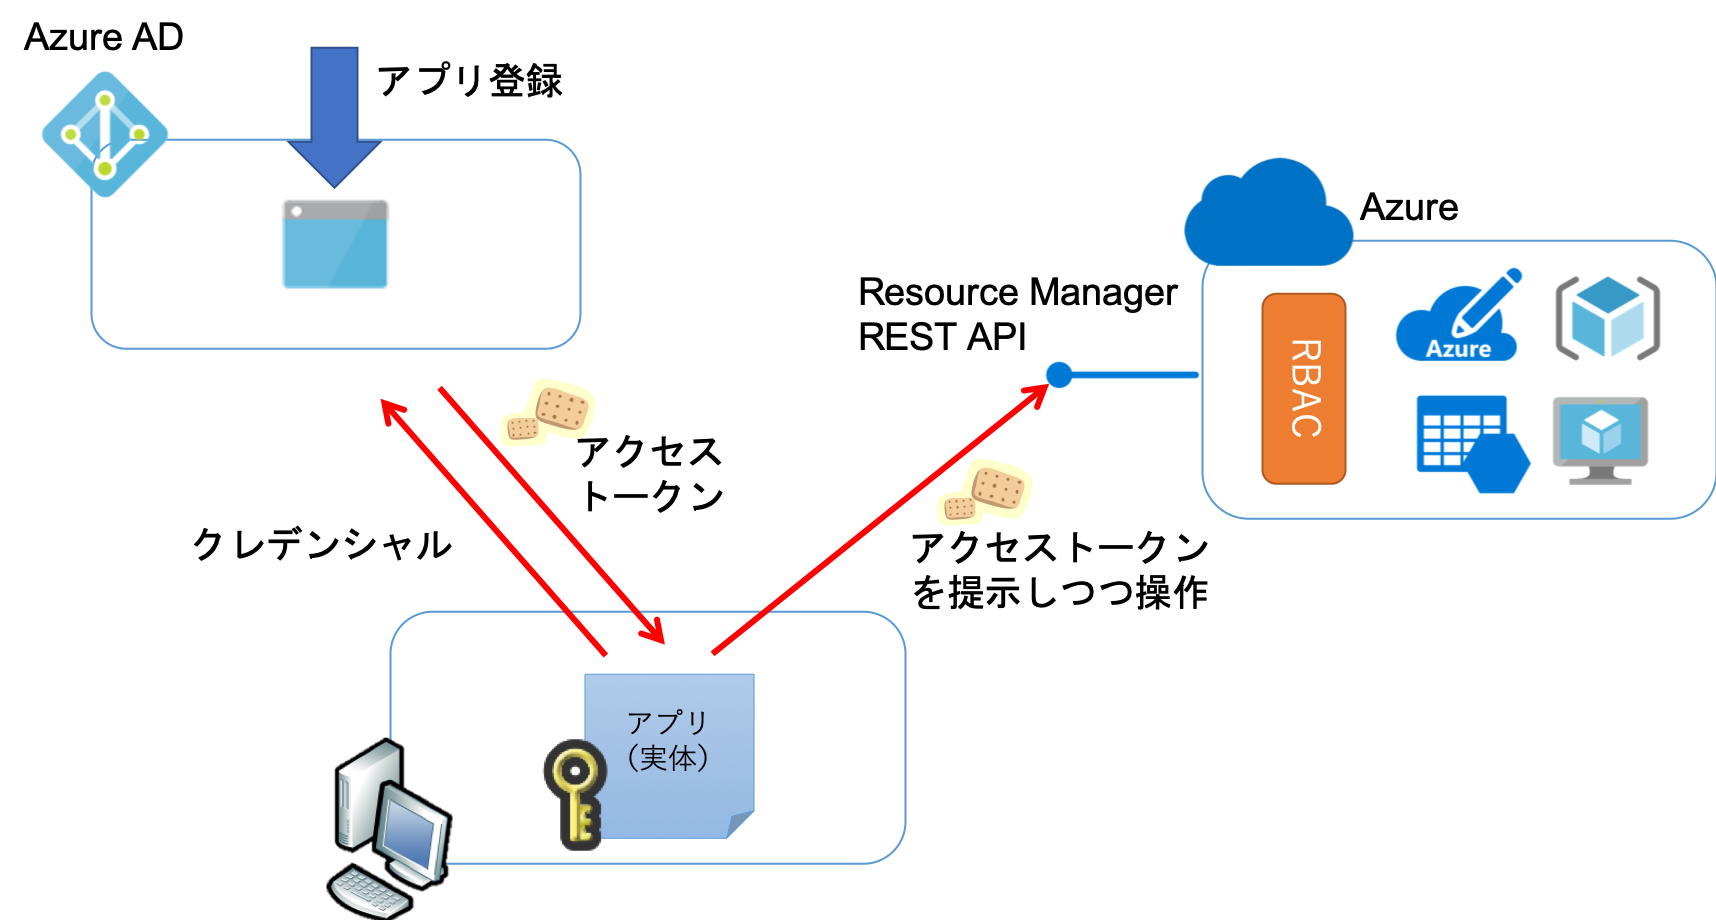 Azure AD
アプリ登録
Azure
Resource Manager
REST API
RBAC
Azure
アクセス
トークン
クレデンシャル
アクセストークン
を提示しつつ操作
アプリ
(実体)